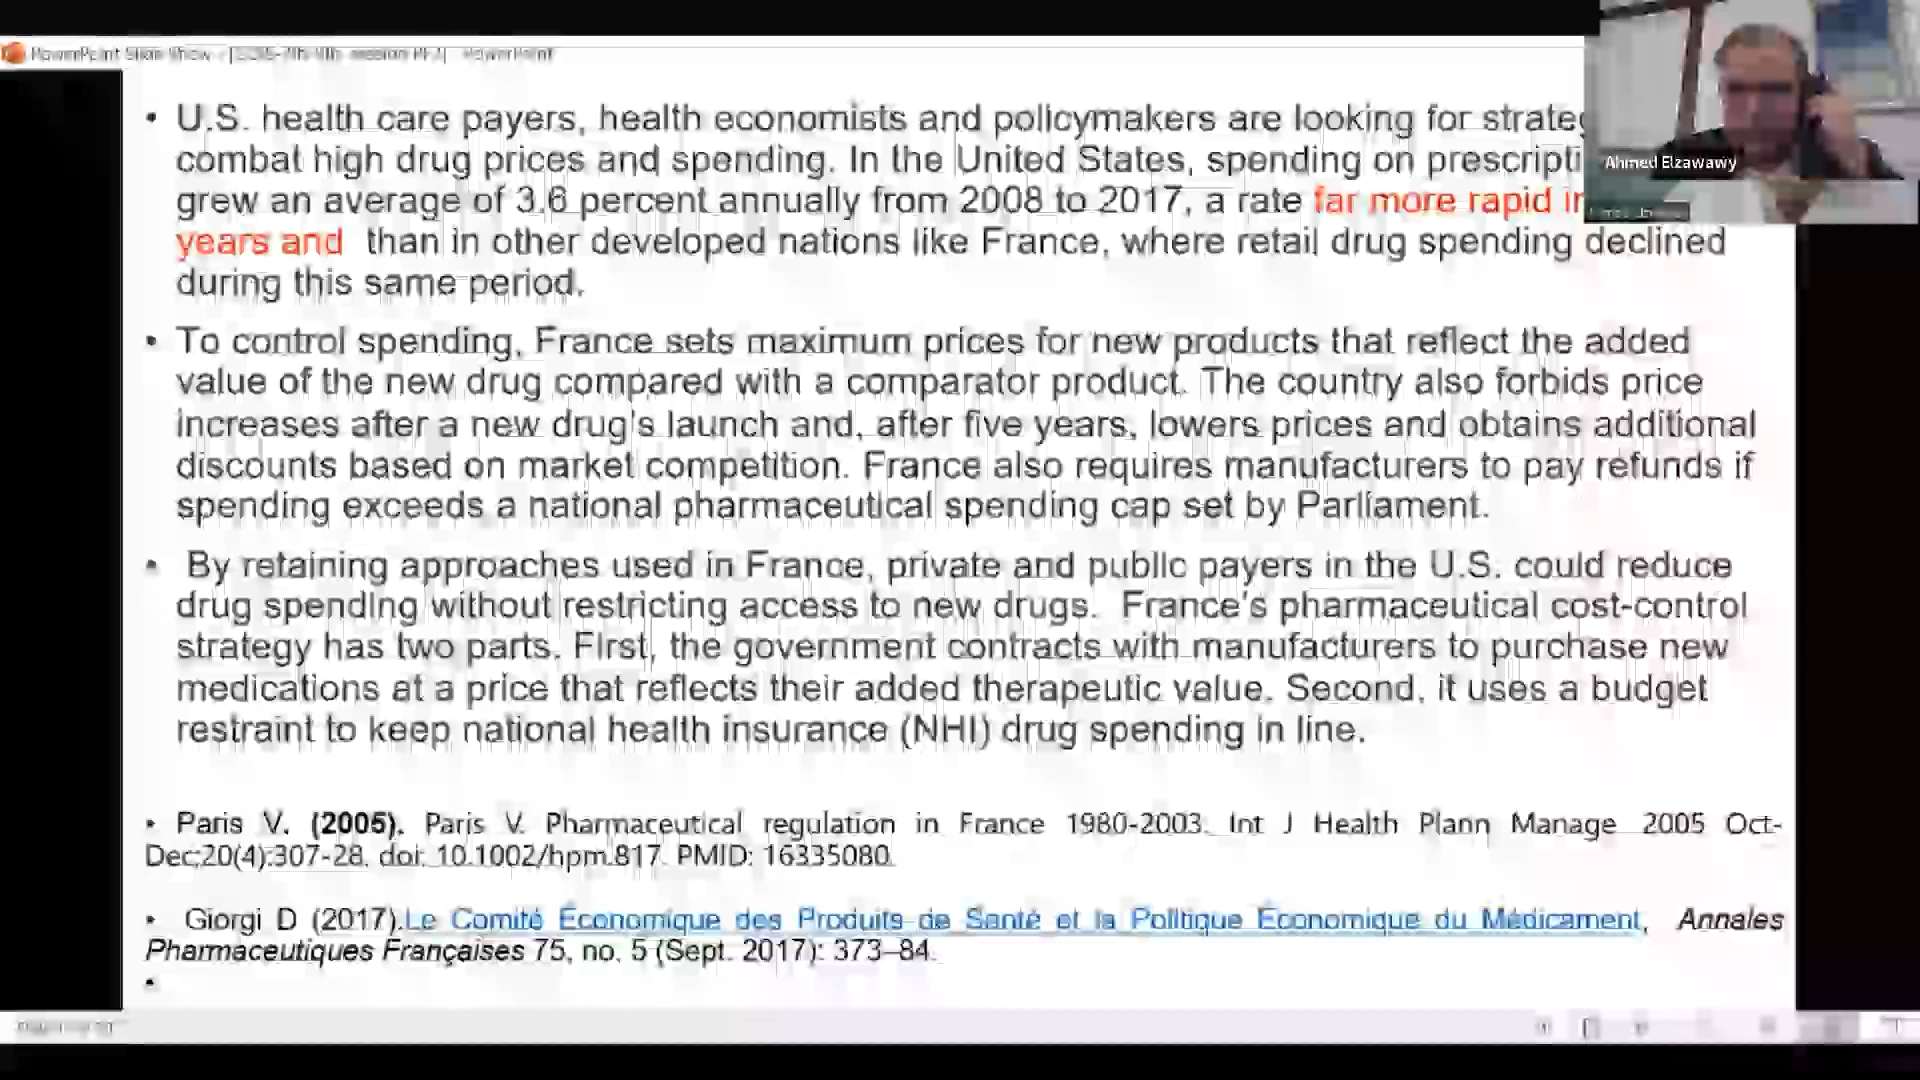 PowerPoint Slide Show - PowerPoint
Ahmed Elzawawy
• U.S. health care payers, health economists and policymakers are looking for
combat high drug prices and spending. In the United States, spending on
grew an average of 3.6 percent annually from 2008 to 2017, a rate far more rapid
years and than in other developed nations like France, where retail drug spending declined
during this same period.
• To control spending, France sets maximum prices for new products that reflect the added
value of the new drug compared with a comparator product. The country also forbids price
increases after a new drug's launch and, after five years, lowers prices and obtains additional
discounts based on market competition. France also requires manufacturers to pay refunds if
spending exceeds a national pharmaceutical spending cap set by Parliament.
• By retaining approaches used in France, private and public payers in the U.S. could reduce
drug spending without restricting access to new drugs. France's pharmaceutical cost-control
strategy has two parts. First, the government contracts with manufacturers to purchase new
medications at a price that reflects their added therapeutic value. Second, it uses a budget
restraint to keep national health insurance (NHI) drug spending in line.
• Paris V. (2005). Paris V. Pharmaceutical regulation in France 1980-2003. Int J Health Plann Manage 2005 Oct-
Dec;20(4):307-28. doi: 10.1002/hpm.817. PMID: 16335080.
• Giorgi D (2017).Le Comité Économique des Produits de Santé et la Politique Économique du Médicament, Annales
Pharmaceutiques Françaises 75, no. 5 (Sept. 2017): 373–84.
•